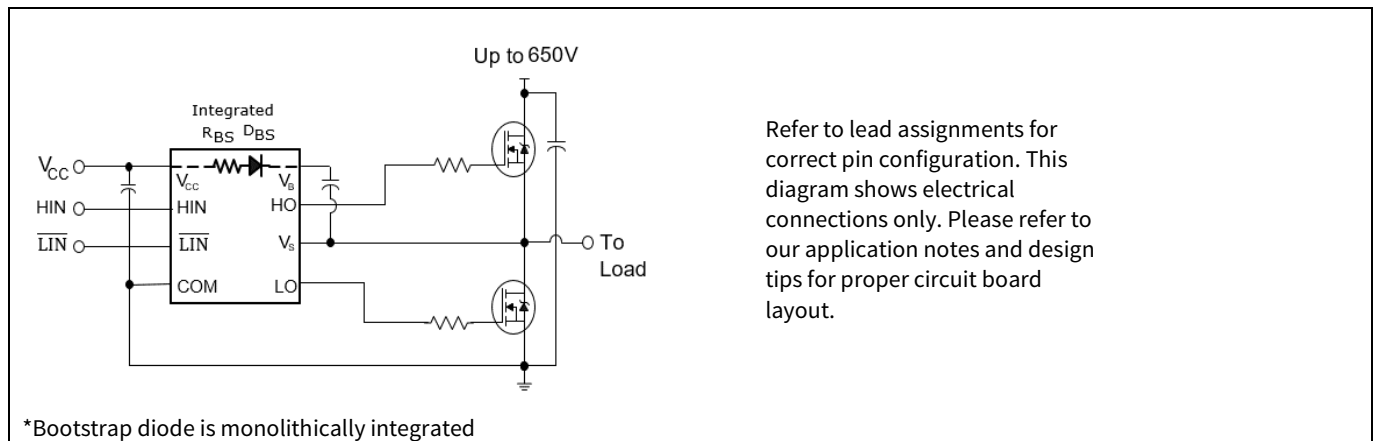 Up to 650V
Integrated
RBS DBS
VCC
VCC
VB
HIN
HIN
HO
LIN
LIN
VS
To
Load
COM
LO
Refer to lead assignments for
correct pin configuration. This
diagram shows electrical
connections only. Please refer to
our application notes and design
tips for proper circuit board
layout.
*Bootstrap diode is monolithically integrated